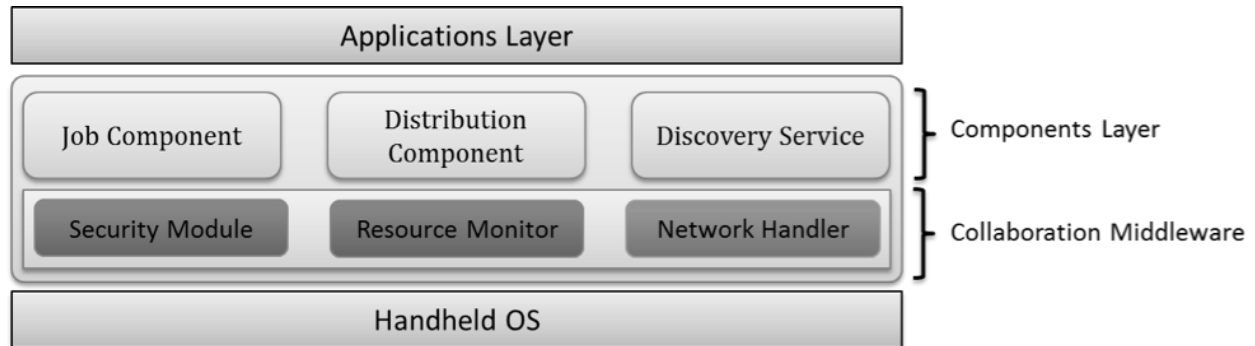 Applications Layer
Job Component
Distribution
Component
Discovery Service
Components Layer
Security Module
Resource Monitor
Network Handler
Collaboration Middleware
Handheld OS